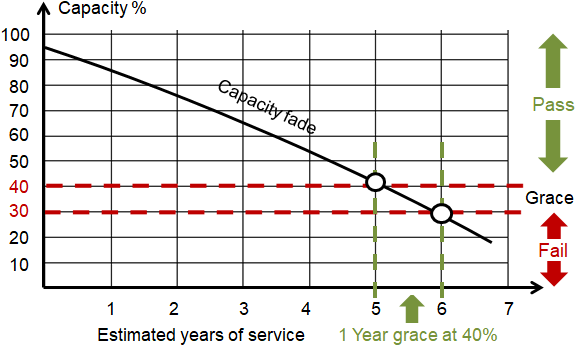 Capacity %
100
90
80
70
60
50
40
30
20
10
Capacity fade
Pass
Grace
Fail
1 2 3 4 5 6 7
Estimated years of service
1 Year grace at 40%